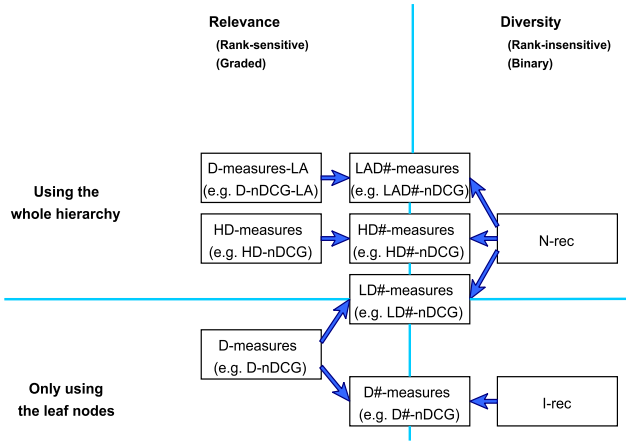 Relevance
(Rank-sensitive)
(Graded)
Diversity
(Rank-insensitive)
(Binary)
Using the
whole hierarchy
D-measures-LA
(e.g. D-nDCG-LA)
LAD#-measures
(e.g. LAD#-nDCG)
HD-measures
(e.g. HD-nDCG)
HD#-measures
(e.g. HD#-nDCG)
N-rec
LD#-measures
(e.g. LD#-nDCG)
Only using
the leaf nodes
D-measures
(e.g. D-nDCG)
D#-measures
(e.g. D#-nDCG)
I-rec